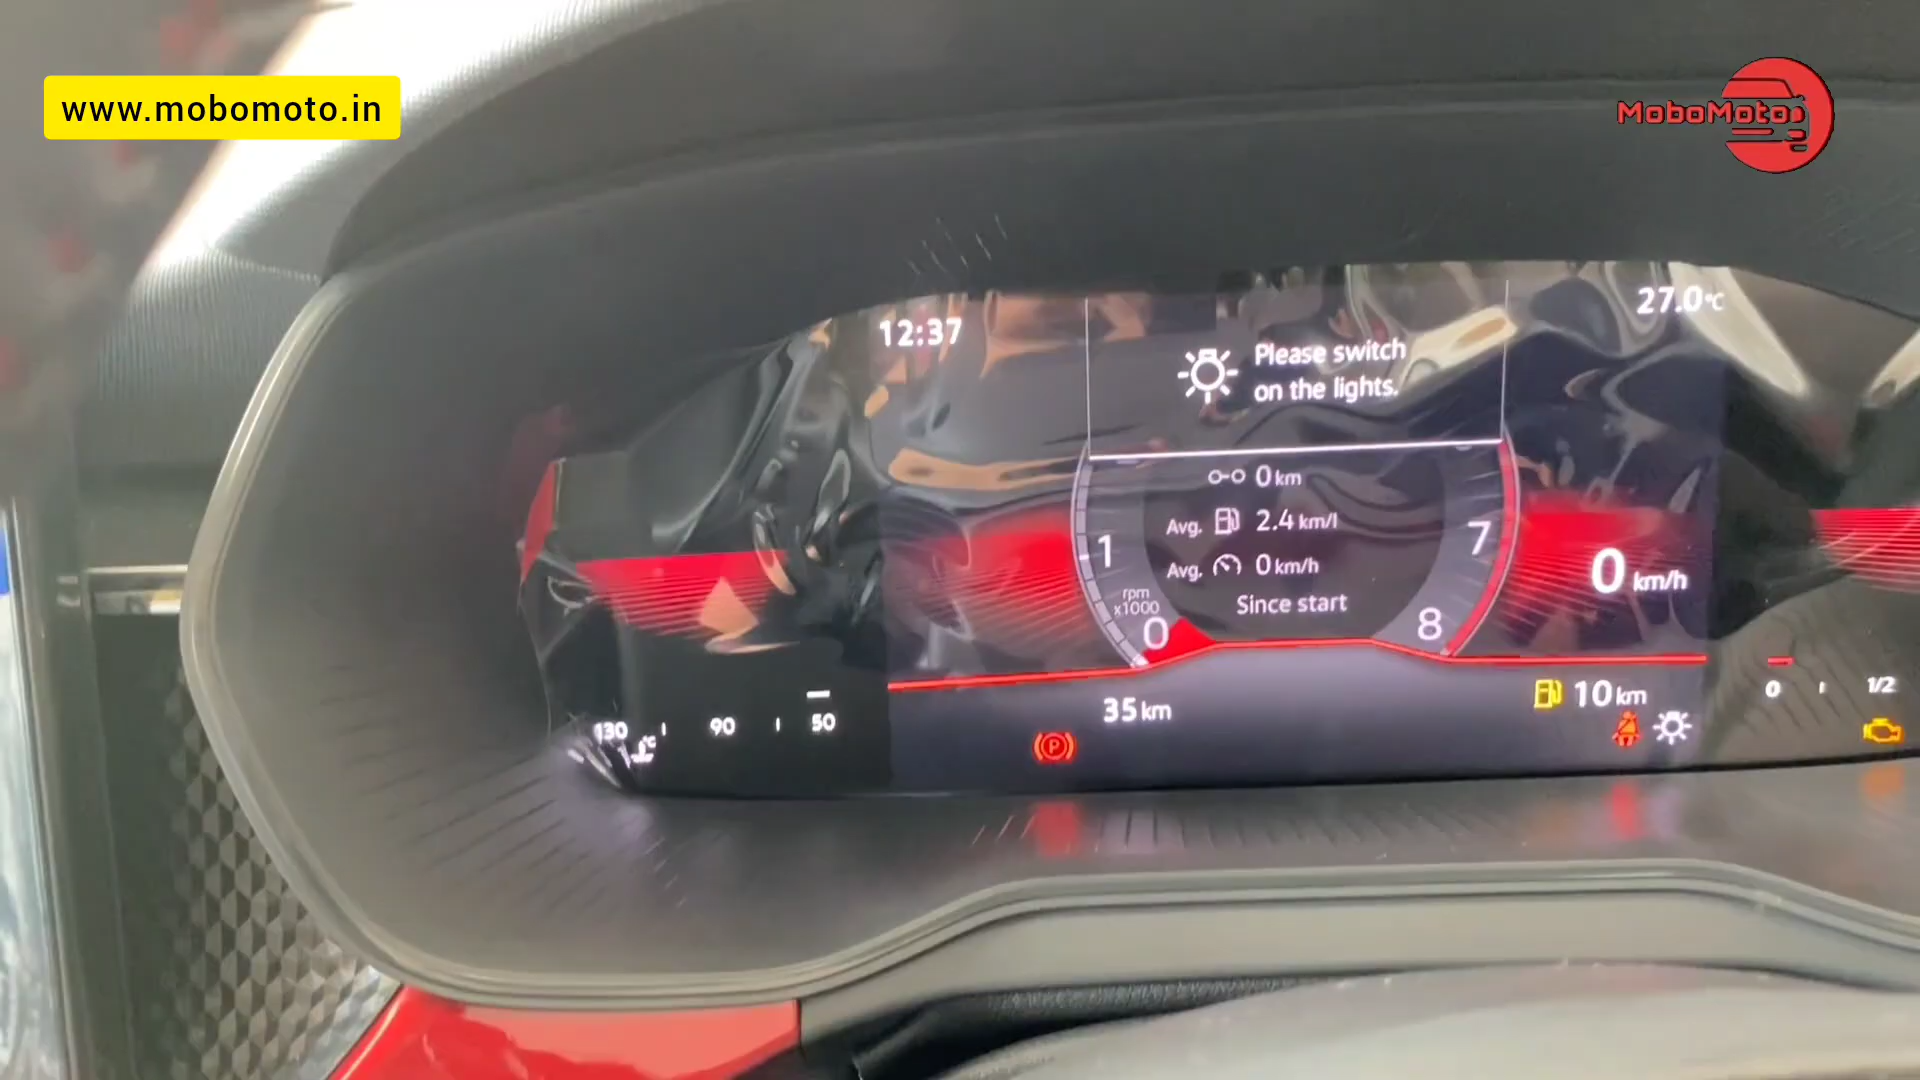 www.mobomoto.in
MoboMoto
12:37
27.0°C
Please switch
on the lights.
0 km
Avg. 2.4 km/l
Avg. 0 km/h
Since start
1
rpm
x1000
0
7
8
0 km/h
130 90 50
°C
35 km
10 km
0 1/2
P